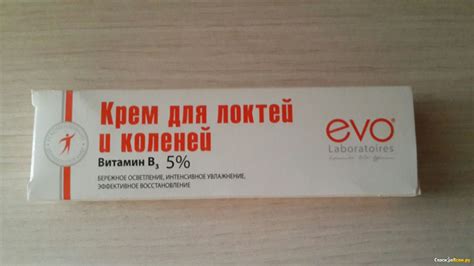 Крем для локтей
и коленей
Витамин B₃ 5%
БЕРЕЖНОЕ ОСВЕТЛЕНИЕ, ИНТЕНСИВНОЕ УВЛАЖНЕНИЕ,
ЭФФЕКТИВНОЕ ВОССТАНОВЛЕНИЕ
evo®
Laboratoires